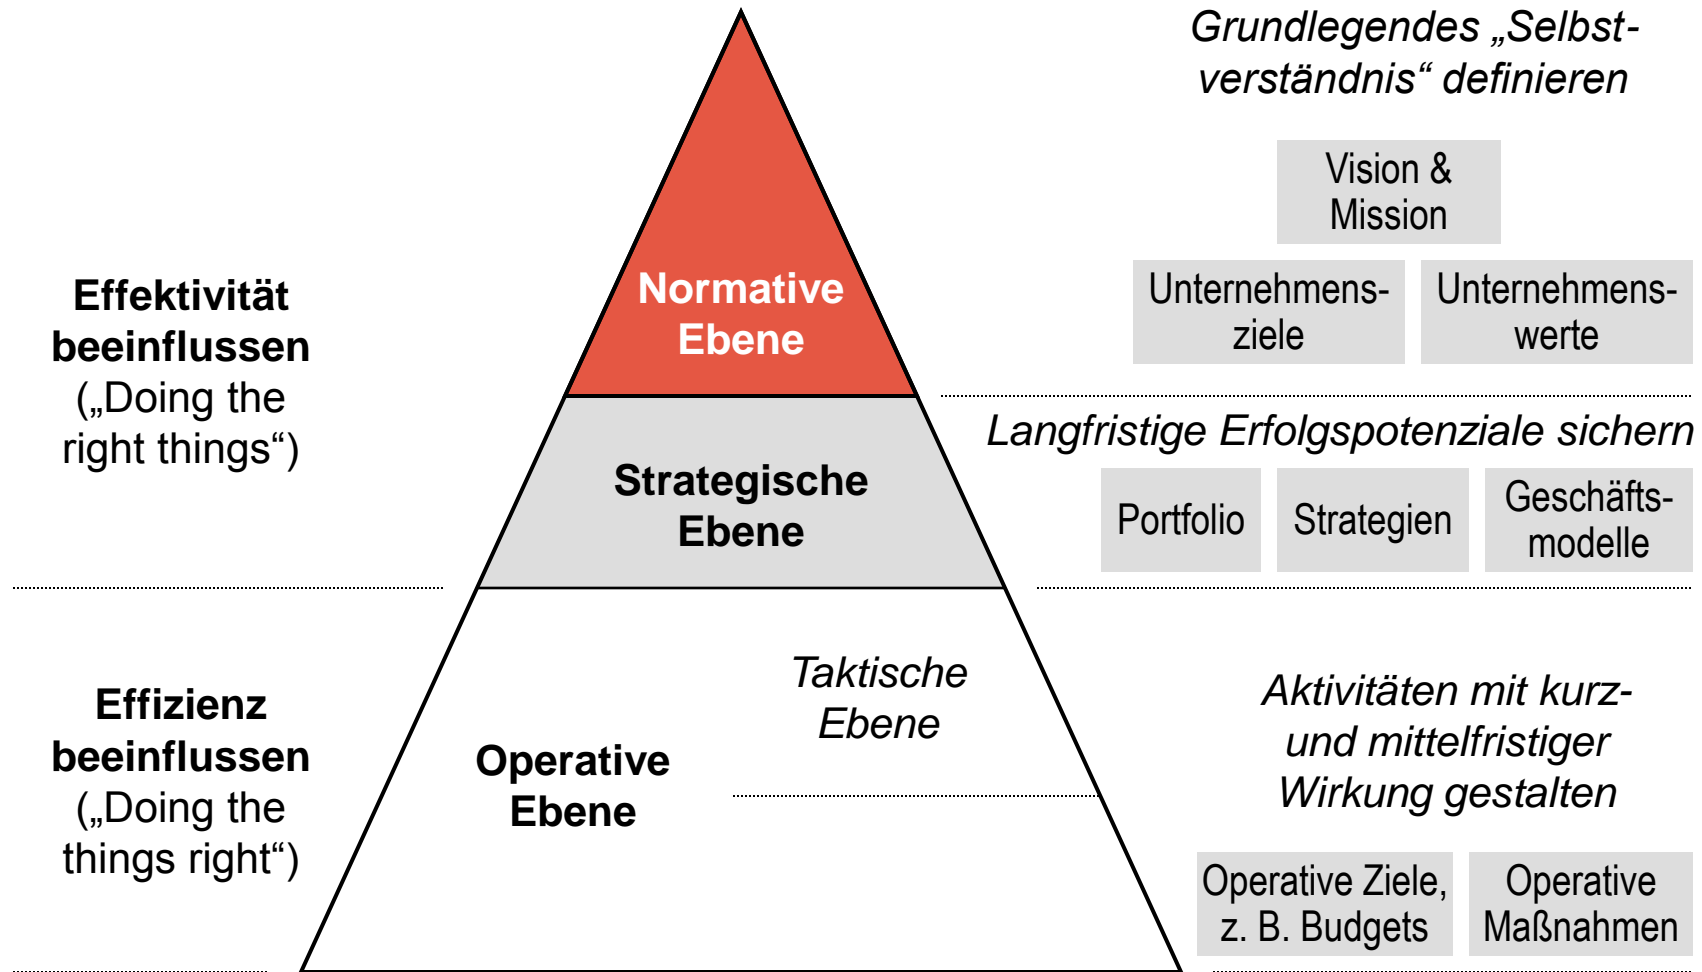 Grundlegendes „Selbst-
verständnis“ definieren
Vision &
Mission
Unternehmens-
ziele
Unternehmens-
werte
Normative
Ebene
Effektivität
beeinflussen
(„Doing the
right things“)
Langfristige Erfolgspotenziale sichern
Strategische
Ebene
Portfolio
Strategien
Geschäfts-
modelle
Taktische
Ebene
Operative
Ebene
Effizienz
beeinflussen
(„Doing the
things right“)
Aktivitäten mit kurz-
und mittelfristiger
Wirkung gestalten
Operative Ziele,
z. B. Budgets
Operative
Maßnahmen